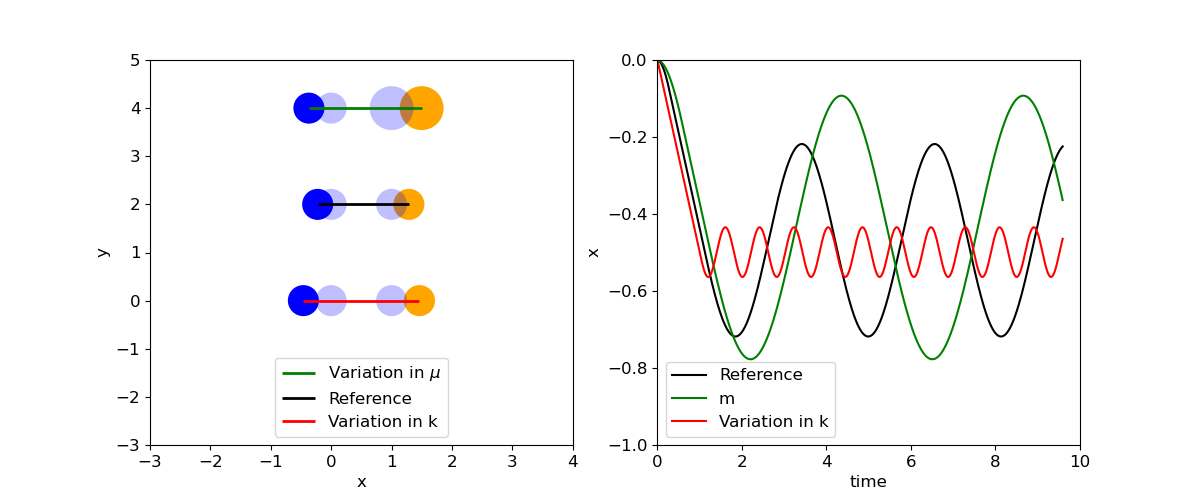 5
4
3
2
1
0
−1
−2
−3
y
−3 −2 −1 0 1 2 3 4
x
Variation in μ
Reference
Variation in k
0.0
−0.2
−0.4
−0.6
−0.8
−1.0
x
0 2 4 6 8 10
time
Reference
m
Variation in k